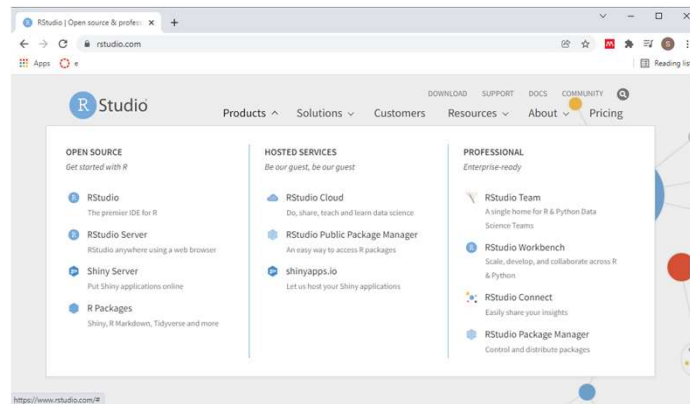 RStudio | Open source & profess
rstudio.com
S
Apps
e
Reading list
DOWNLOAD SUPPORT DOCS COMMUNITY
R Studio
Products Solutions Customers Resources About Pricing
OPEN SOURCE
Get started with R
RStudio
The premier IDE for R
RStudio Server
RStudio anywhere using a web browser
Shiny Server
Put Shiny applications online
R Packages
Shiny, R Markdown, Tidyverse and more
HOSTED SERVICES
Be our guest, be our guest
RStudio Cloud
Do, share, teach and learn data science
RStudio Public Package Manager
An easy way to access R packages
shinyapps.io
Let us host your Shiny applications
PROFESSIONAL
Enterprise-ready
RStudio Team
A single home for R & Python Data
Science Teams
RStudio Workbench
Scale, develop, and collaborate across R
& Python
RStudio Connect
Easily share your insights
RStudio Package Manager
Control and distribute packages
https://www.rstudio.com/#